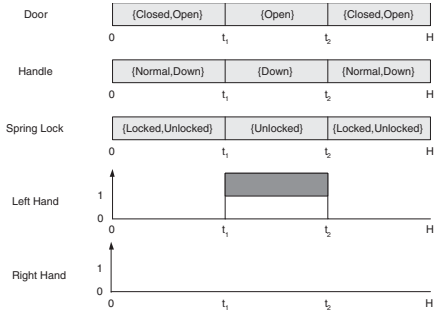 Door {Closed,Open} {Open} {Closed,Open}
0 t1 t2 H
Handle {Normal,Down} {Down} {Normal,Down}
0 t1 t2 H
Spring Lock {Locked,Unlocked} {Unlocked} {Locked,Unlocked}
0 t1 t2 H
1
Left Hand
0
0 t1 t2 H
1
Right Hand
0
0 t1 t2 H